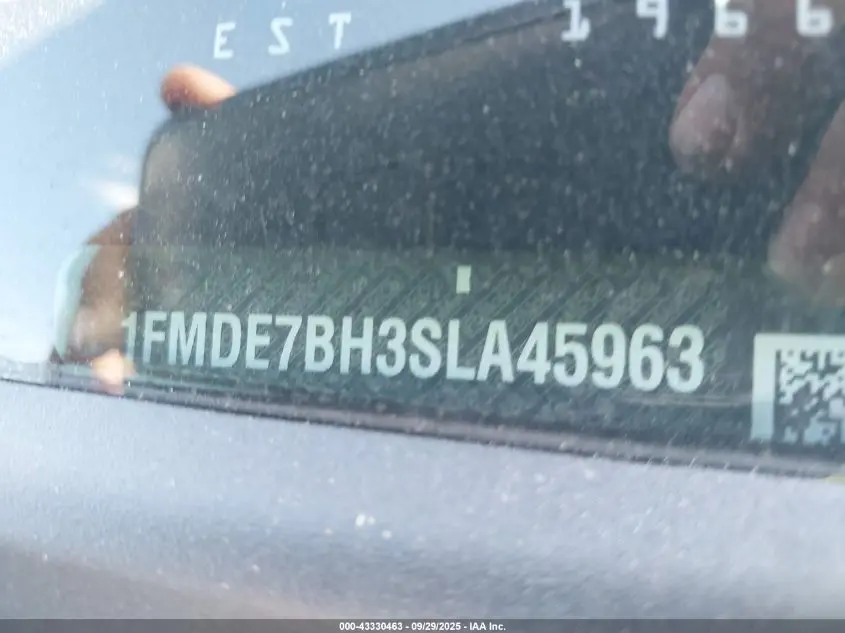 EST 1966
1FMDE7BH3SLA45963
000-43330463 - 09/29/2025 - IAA Inc.